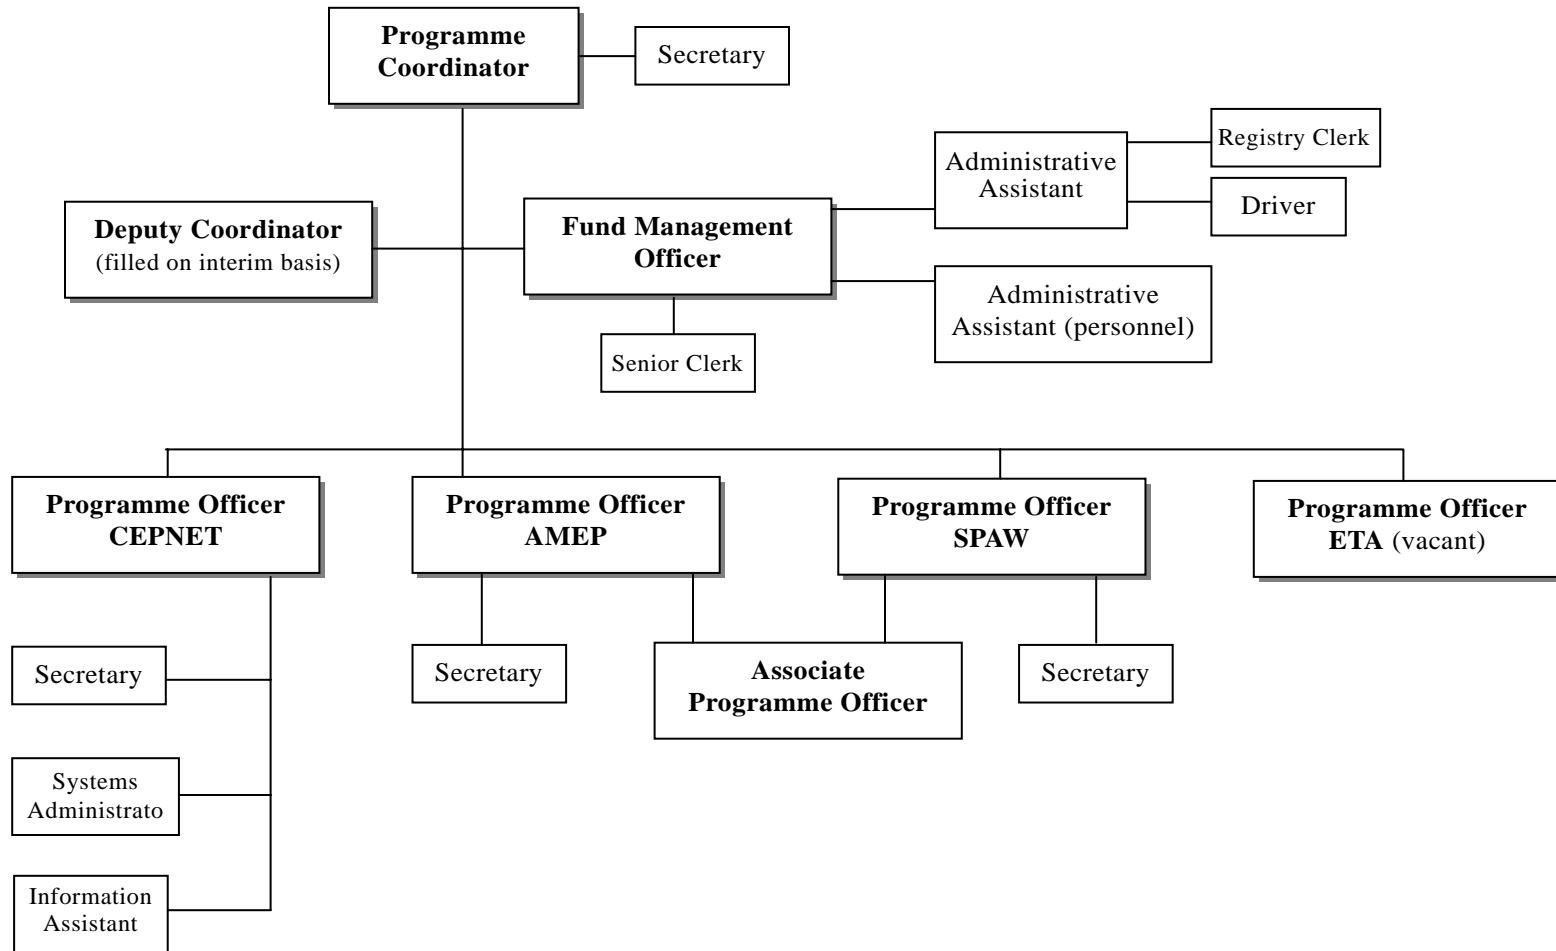 Programme
Coordinator
Secretary
Registry Clerk
Administrative
Assistant
Driver
Deputy Coordinator
(filled on interim basis)
Fund Management
Officer
Administrative
Assistant (personnel)
Senior Clerk
Programme Officer
CEPNET
Programme Officer
AMEP
Programme Officer
SPAW
Programme Officer
ETA (vacant)
Secretary
Secretary
Associate
Programme Officer
Secretary
Systems
Administrato
Information
Assistant